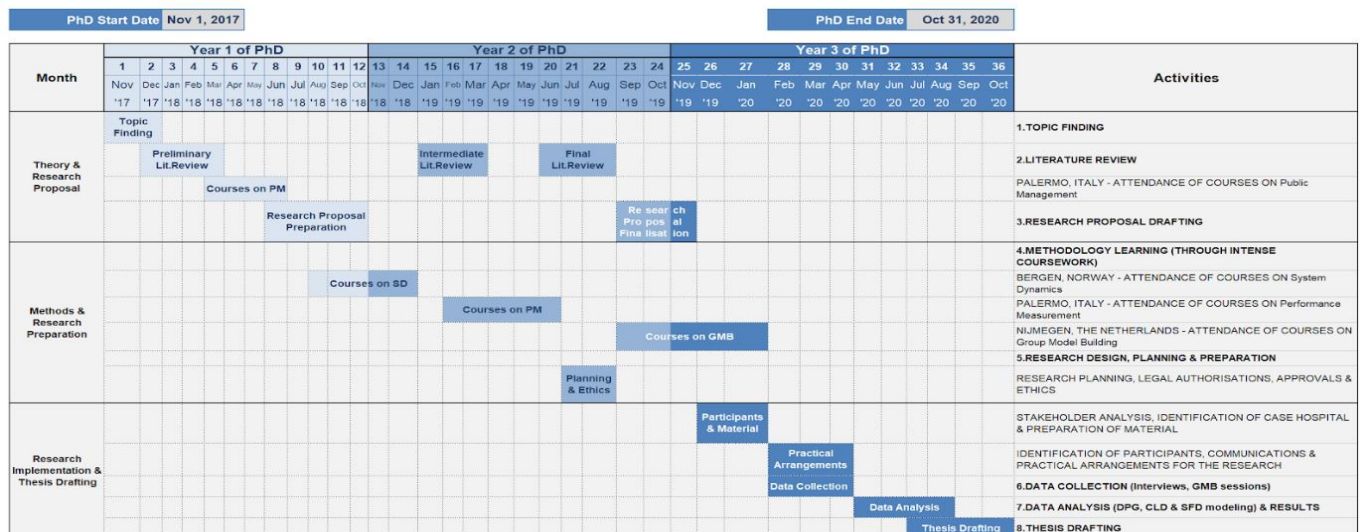 PhD Start Date Nov 1, 2017 PhD End Date Oct 31, 2020
Year 1 of PhD Year 2 of PhD Year 3 of PhD
Month 1 2 3 4 5 6 7 8 9 10 11 12 13 14 15 16 17 18 19 20 21 22 23 24 25 26 27 28 29 30 31 32 33 34 35 36 Activities
Nov Dec Jan Feb Mar Apr May Jun Jul Aug Sep Oct Nov Dec Jan Feb Mar Apr May Jun Jul Aug Sep Oct Nov Dec Jan Feb Mar Apr May Jun Jul Aug Sep Oct
'17 '17 '18 '18 '18 '18 '18 '18 '18 '18 '18 '18 '18 '18 '19 '19 '19 '19 '19 '19 '19 '19 '19 '19 '19 '19 '20 '20 '20 '20 '20 '20 '20 '20 '20 '20
Theory &
Research
Proposal
Topic
Finding
1.TOPIC FINDING
Preliminary
Lit.Review
Intermediate
Lit.Review
Final
Lit.Review
2.LITERATURE REVIEW
Courses on PM
PALERMO, ITALY - ATTENDANCE OF COURSES ON Public
Management
Research Proposal
Preparation
Re sear ch
Pro pos al
Fina lisat ion
3.RESEARCH PROPOSAL DRAFTING
Methods &
Research
Preparation
4.METHODOLOGY LEARNING (THROUGH INTENSE
COURSEWORK)
Courses on SD
BERGEN, NORWAY - ATTENDANCE OF COURSES ON System
Dynamics
Courses on PM
PALERMO, ITALY - ATTENDANCE OF COURSES ON Performance
Measurement
Courses on GMB
NIJMEGEN, THE NETHERLANDS - ATTENDANCE OF COURSES ON
Group Model Building
5.RESEARCH DESIGN, PLANNING & PREPARATION
Planning
& Ethics
RESEARCH PLANNING, LEGAL AUTHORISATIONS, APPROVALS &
ETHICS
Research
Implementation &
Thesis Drafting
Participants
& Material
STAKEHOLDER ANALYSIS, IDENTIFICATION OF CASE HOSPITAL
& PREPARATION OF MATERIAL
Practical
Arrangements
IDENTIFICATION OF PARTICIPANTS, COMMUNICATIONS &
PRACTICAL ARRANGEMENTS FOR THE RESEARCH
Data Collection
6.DATA COLLECTION (Interviews, GMB sessions)
Data Analysis
7.DATA ANALYSIS (DPG, CLD & SFD modeling) & RESULTS
Thesis Drafting
8.THESIS DRAFTING